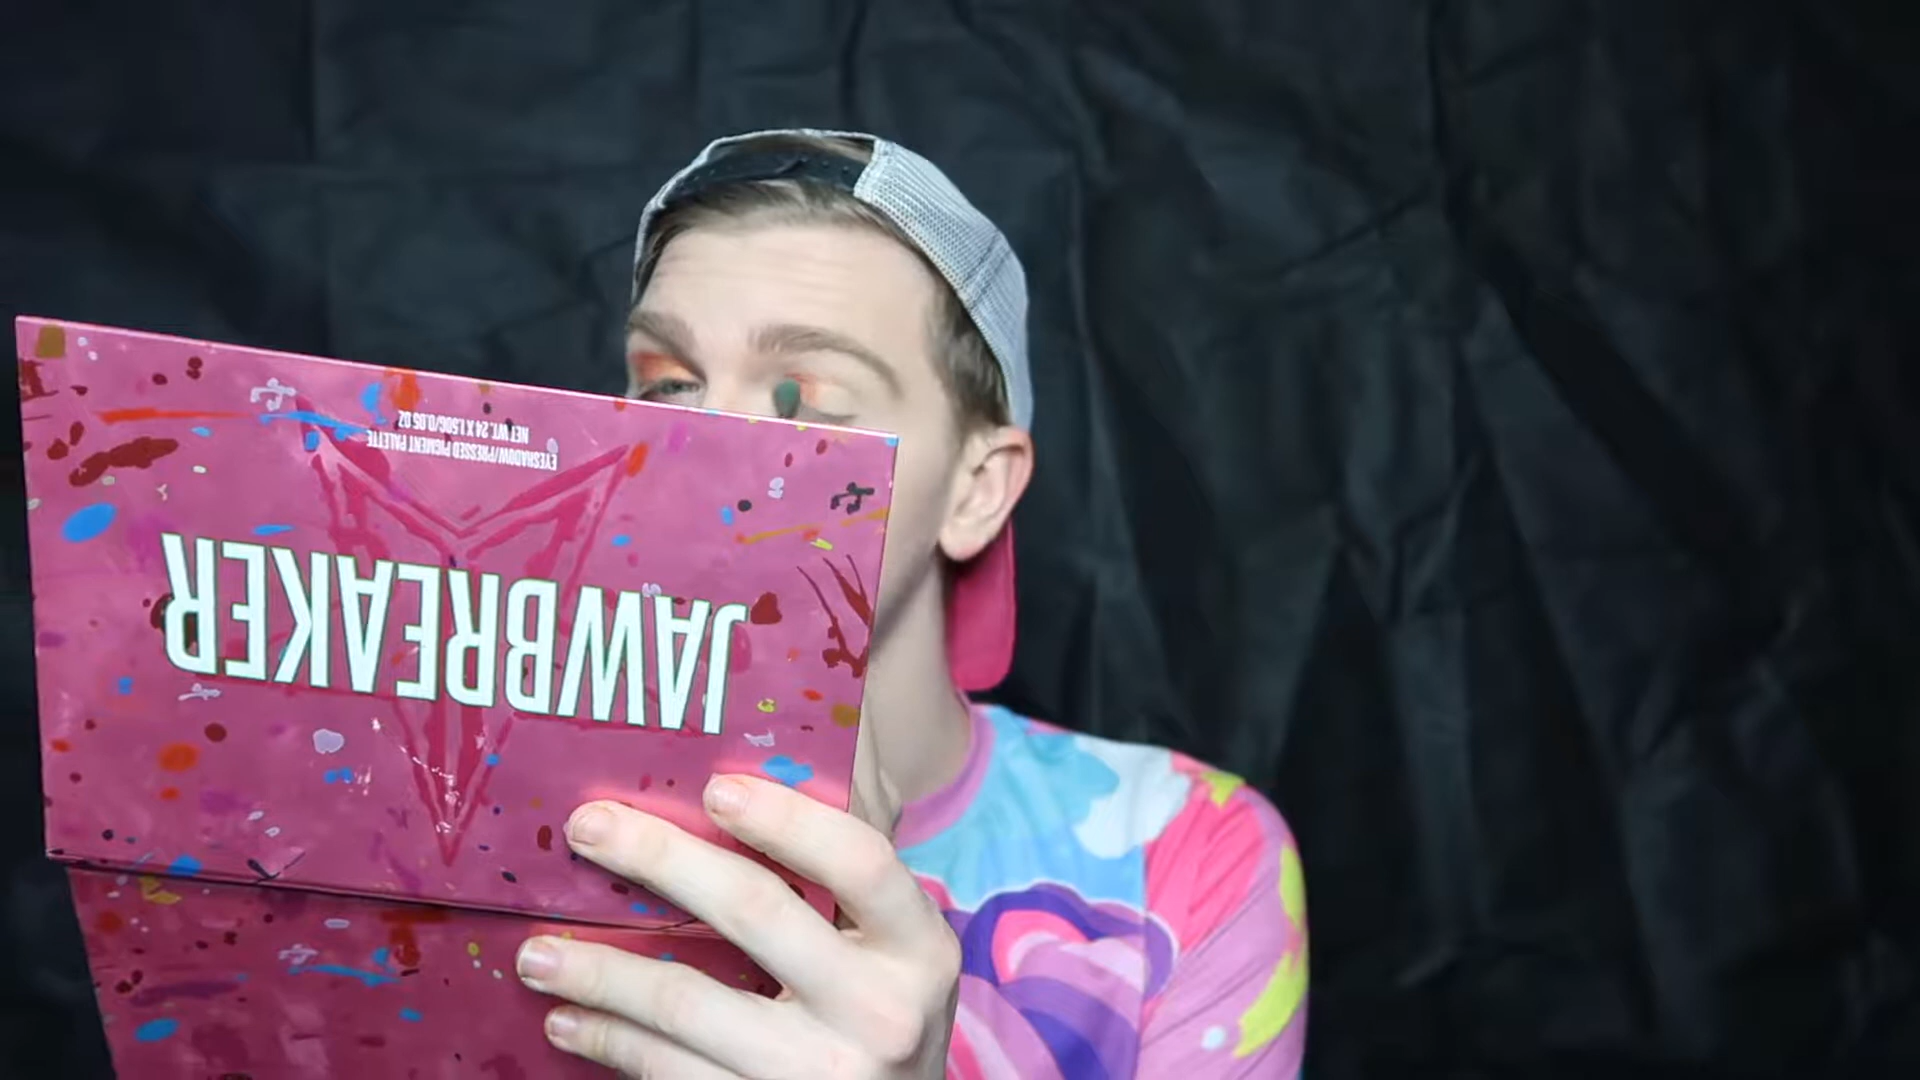 JAWBREAKER
EYESHADOW/PRESSED PIGMENT PALETTE
NET WT. 24 X 1.50G/0.05 OZ